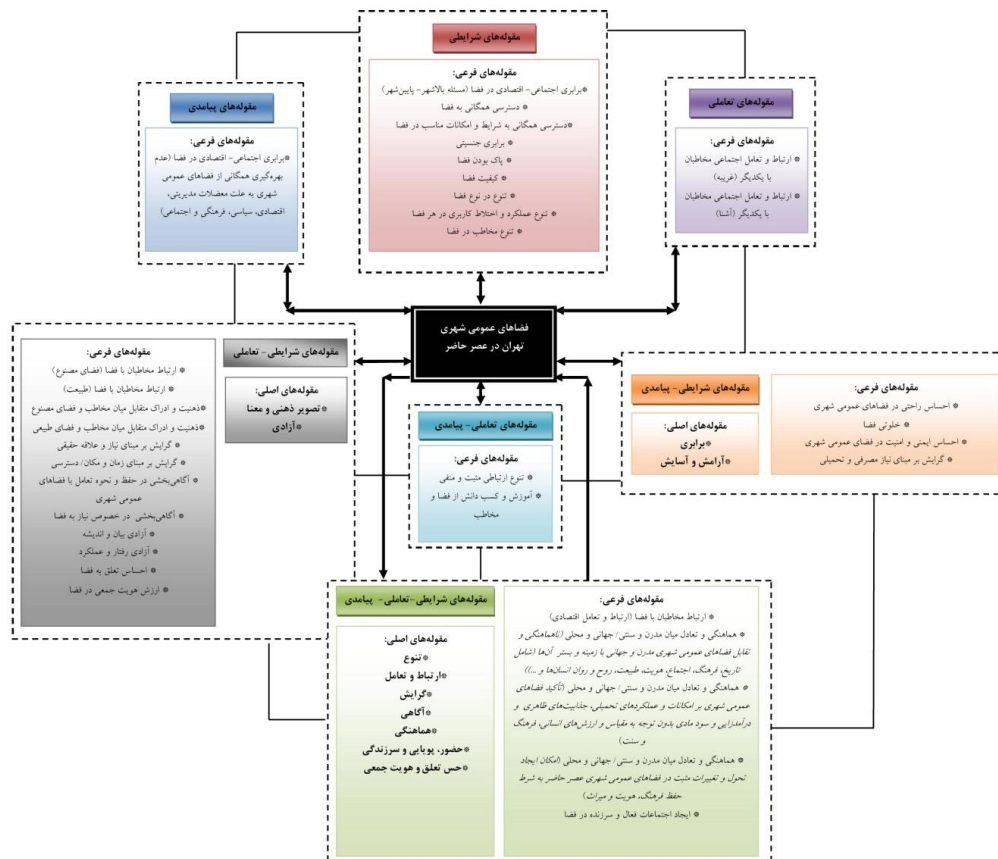 مقوله‌های شرایطی
مقوله‌های فرعی:
*برابری اجتماعی- اقتصادی در فضا (مسئله بالاشهر- پایین‌شهر)
* دسترسی همگانی به فضا
*دسترسی همگانی به شرایط و امکانات مناسب در فضا
* برابری جنسیتی
* پاک بودن فضا
* کیفیت فضا
* تنوع در نوع فضا
* تنوع عملکرد و اختلاط کاربری در هر فضا
* تنوع مخاطب در فضا
مقوله‌های تعاملی
مقوله‌های فرعی:
* ارتباط و تعامل اجتماعی مخاطبان
با یکدیگر (غریبه)
* ارتباط و تعامل اجتماعی مخاطبان
با یکدیگر (آشنا)
مقوله‌های پیامدی
مقوله‌های فرعی:
*برابری اجتماعی- اقتصادی در فضا (عدم
بهره‌گیری همگانی از فضاهای عمومی
شهری به علت معضلات مدیریتی،
اقتصادی، سیاسی، فرهنگی و اجتماعی)
فضاهای عمومی شهری
تهران در عصر حاضر
مقوله‌های شرایطی- پیامدی
مقوله‌های اصلی:
*برابری
*آرامش و آسایش
مقوله‌های فرعی:
* احساس راحتی در فضاهای عمومی شهری
* خلوتی فضا
* احساس ایمنی و امنیت در فضای عمومی شهری
* گرایش بر مبنای نیاز مصرفی و تحمیلی
مقوله‌های شرایطی- تعاملی
مقوله‌های اصلی:
*تصویر ذهنی و معنا
*آزادی
مقوله‌های فرعی:
* ارتباط مخاطبان با فضا (فضای مصنوع)
* ارتباط مخاطبان با فضا (طبیعت)
*ذهنیت و ادراک متقابل میان مخاطب و فضای مصنوع
*ذهنیت و ادراک متقابل میان مخاطب و فضای طبیعی
* گرایش بر مبنای نیاز و علاقه حقیقی
* گرایش بر مبنای زمان و مکان/ دسترسی
* آگاهی‌بخشی در حفظ و نحوه تعامل با فضاهای
عمومی شهری
* آگاهی‌بخشی در خصوص نیاز به فضا
* آزادی بیان و اندیشه
* آزادی رفتار و عملکرد
* احساس تعلق به فضا
* ارزش هویت جمعی در فضا
مقوله‌های تعاملی- پیامدی
مقوله‌های فرعی:
* تنوع ارتباطی مثبت و منفی
* آموزش و کسب دانش از فضا و
مخاطب
مقوله‌های شرایطی-تعاملی- پیامدی
مقوله‌های اصلی:
*تنوع
*ارتباط و تعامل
*گرایش
*آگاهی
*هماهنگی
*حضور، پویایی و سرزندگی
*حس تعلق و هویت جمعی
مقوله‌های فرعی:
* ارتباط مخاطبان با فضا (ارتباط و تعامل اقتصادی)
* هماهنگی و تعادل میان مدرن و سنتی/ جهانی و محلی (ناهماهنگی و
تقابل فضاهای عمومی شهری مدرن و جهانی با زمینه و بستر آن‌ها (شامل
تاریخ، فرهنگ، اجتماع، هویت، طبیعت، روح و روان انسان‌ها و ...))
* هماهنگی و تعادل میان مدرن و سنتی/ جهانی و محلی (تأکید فضاهای
عمومی شهری بر امکانات و عملکردهای تحمیلی، جذابیت‌های ظاهری و
درآمدزایی و سود مادی بدون توجه به مقیاس و ارزش‌های انسانی، فرهنگ
و سنت)
* هماهنگی و تعادل میان مدرن و سنتی/ جهانی و محلی (امکان ایجاد
تحول و تغییرات مثبت در فضاهای عمومی شهری عصر حاضر به شرط
حفظ فرهنگ، هویت و میراث)
* ایجاد اجتماعات فعال و سرزنده در فضا